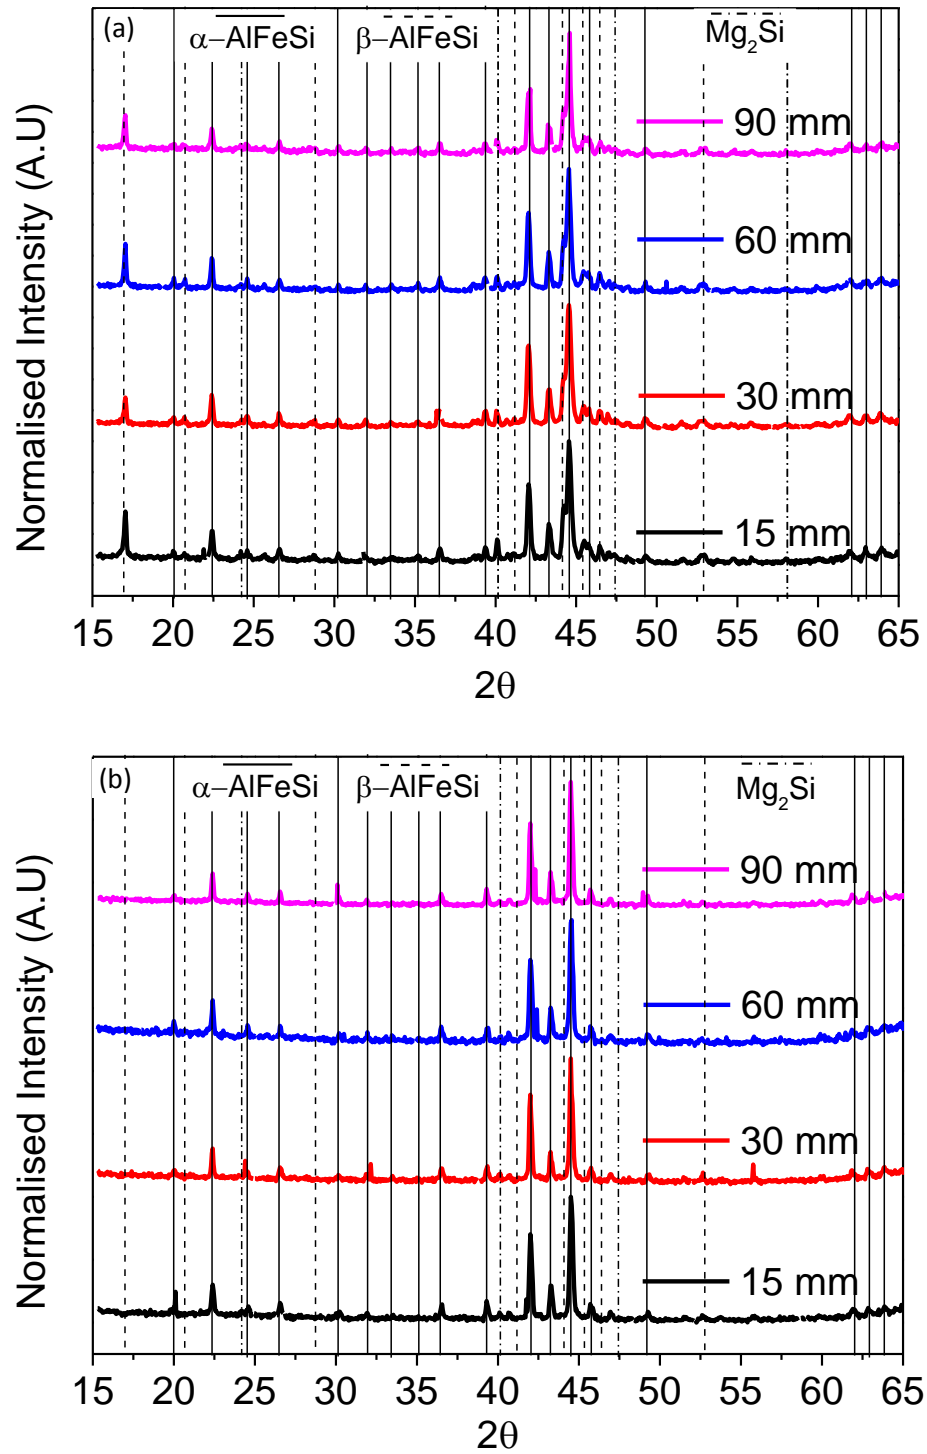 (a)
α−AlFeSi β−AlFeSi Mg₂Si
90 mm
60 mm
30 mm
15 mm
Normalised Intensity (A.U)
15 20 25 30 35 40 45 50 55 60 65
2θ
(b)
α−AlFeSi β−AlFeSi Mg₂Si
90 mm
60 mm
30 mm
15 mm
Normalised Intensity (A.U)
15 20 25 30 35 40 45 50 55 60 65
2θ